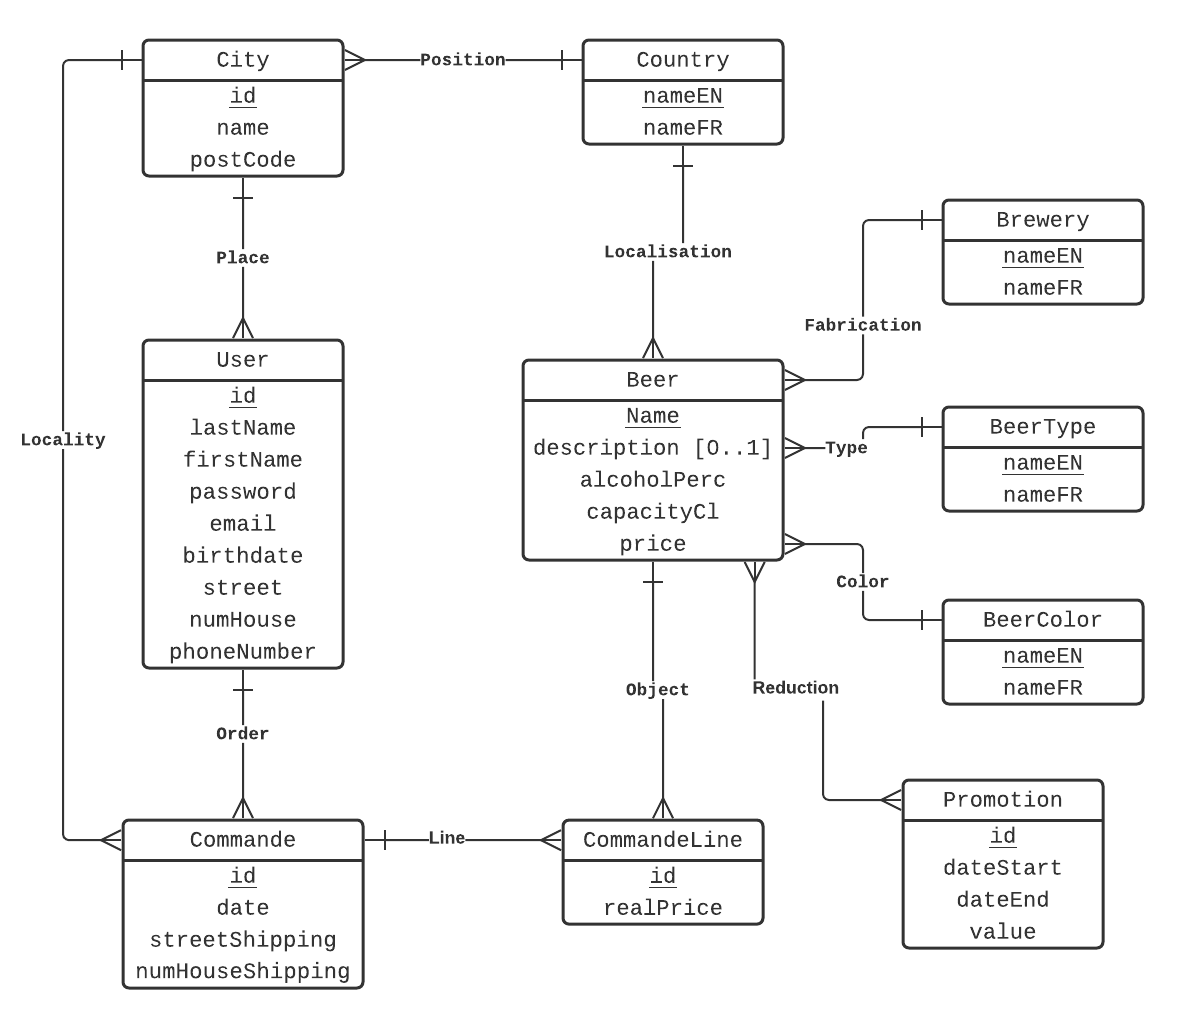 City
id
name
postCode
Position
Country
nameEN
nameFR
Place
Localisation
Brewery
nameEN
nameFR
Fabrication
Locality
User
id
lastName
firstName
password
email
birthdate
street
numHouse
phoneNumber
Beer
Name
description [0..1]
alcoholPerc
capacityCl
price
Type
BeerType
nameEN
nameFR
Color
BeerColor
nameEN
nameFR
Order
Object
Reduction
Commande
id
date
streetShipping
numHouseShipping
Line
CommandeLine
id
realPrice
Promotion
id
dateStart
dateEnd
value